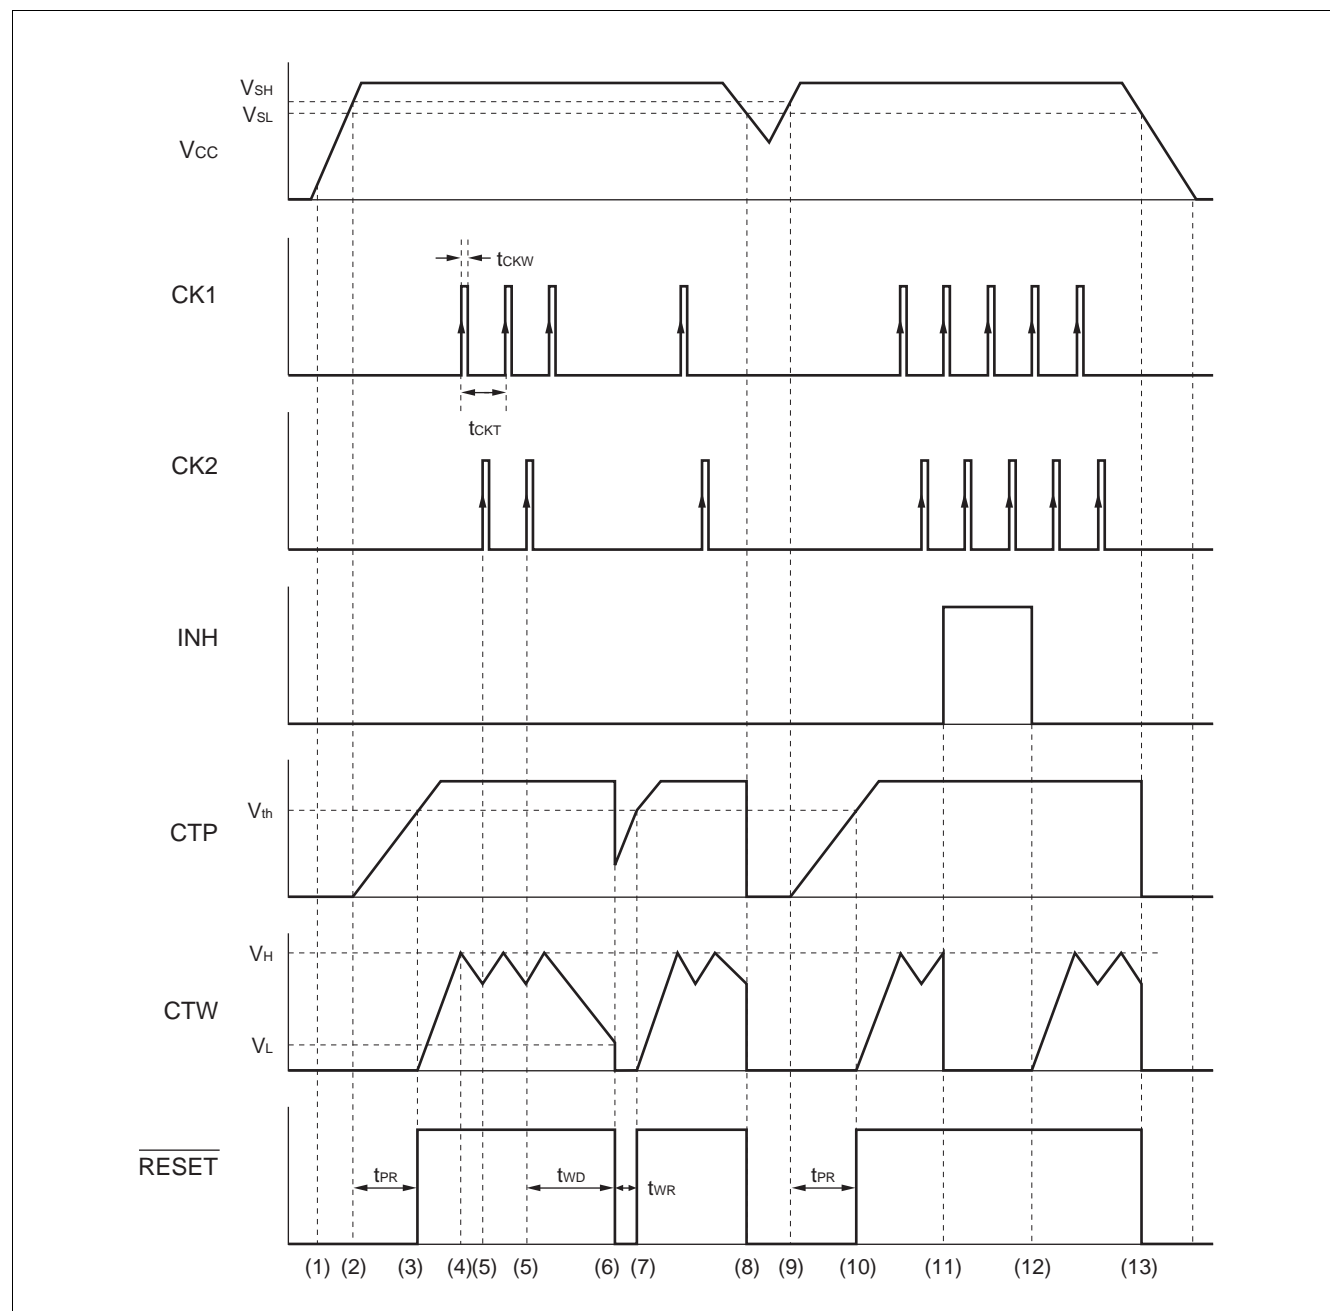 VSH
VSL
VCC
tCKW
CK1
tCKT
CK2
INH
Vth
CTP
VH
CTW
VL
RESET
tPR
tWD
tWR
tPR
(1) (2) (3) (4)(5) (5) (6) (7) (8) (9) (10) (11) (12) (13)